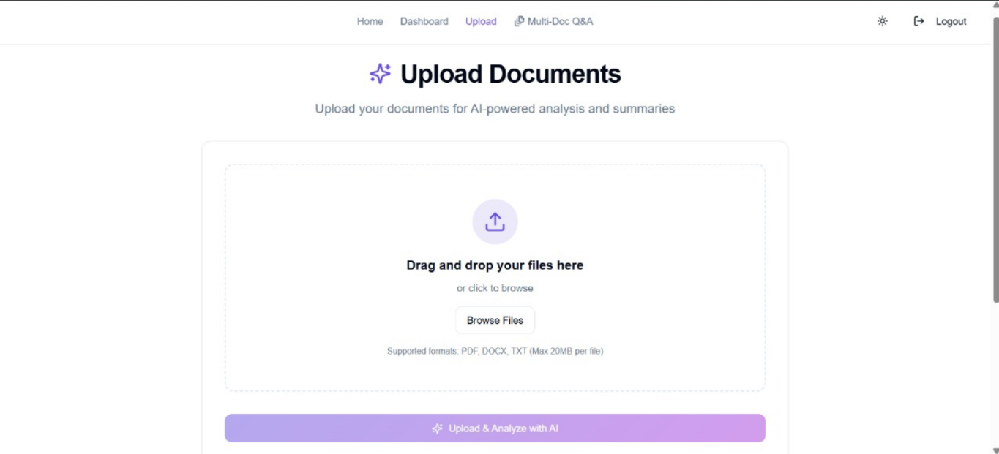 Home Dashboard Upload Multi-Doc Q&A Logout
Upload Documents
Upload your documents for AI-powered analysis and summaries
Drag and drop your files here
or click to browse
Browse Files
Supported formats: PDF, DOCX, TXT (Max 20MB per file)
Upload & Analyze with AI